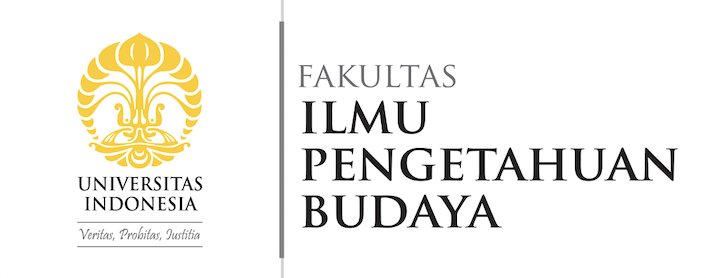 UNIVERSITAS
INDONESIA
Veritas, Probitas, Iustitia
FAKULTAS
ILMU
PENGETAHUAN
BUDAYA